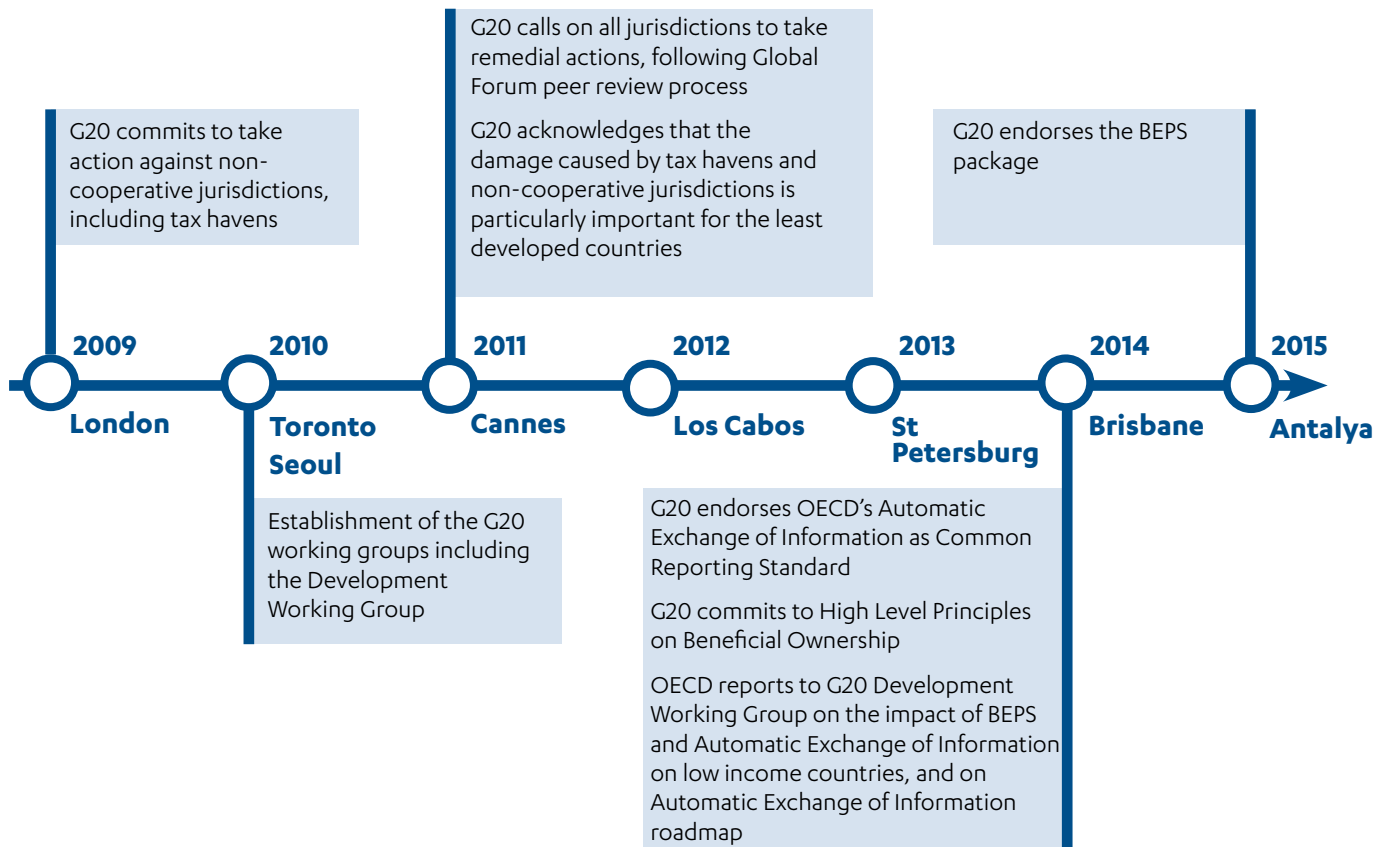 G20 commits to take
action against non-
cooperative jurisdictions,
including tax havens
G20 calls on all jurisdictions to take
remedial actions, following Global
Forum peer review process
G20 acknowledges that the
damage caused by tax havens and
non-cooperative jurisdictions is
particularly important for the least
developed countries
G20 endorses the BEPS
package
2009
2010
2011
2012
2013
2014
2015
London
Toronto
Seoul
Cannes
Los Cabos
St
Petersburg
Brisbane
Antalya
Establishment of the G20
working groups including
the Development
Working Group
G20 endorses OECD’s Automatic
Exchange of Information as Common
Reporting Standard
G20 commits to High Level Principles
on Beneficial Ownership
OECD reports to G20 Development
Working Group on the impact of BEPS
and Automatic Exchange of Information
on low income countries, and on
Automatic Exchange of Information
roadmap